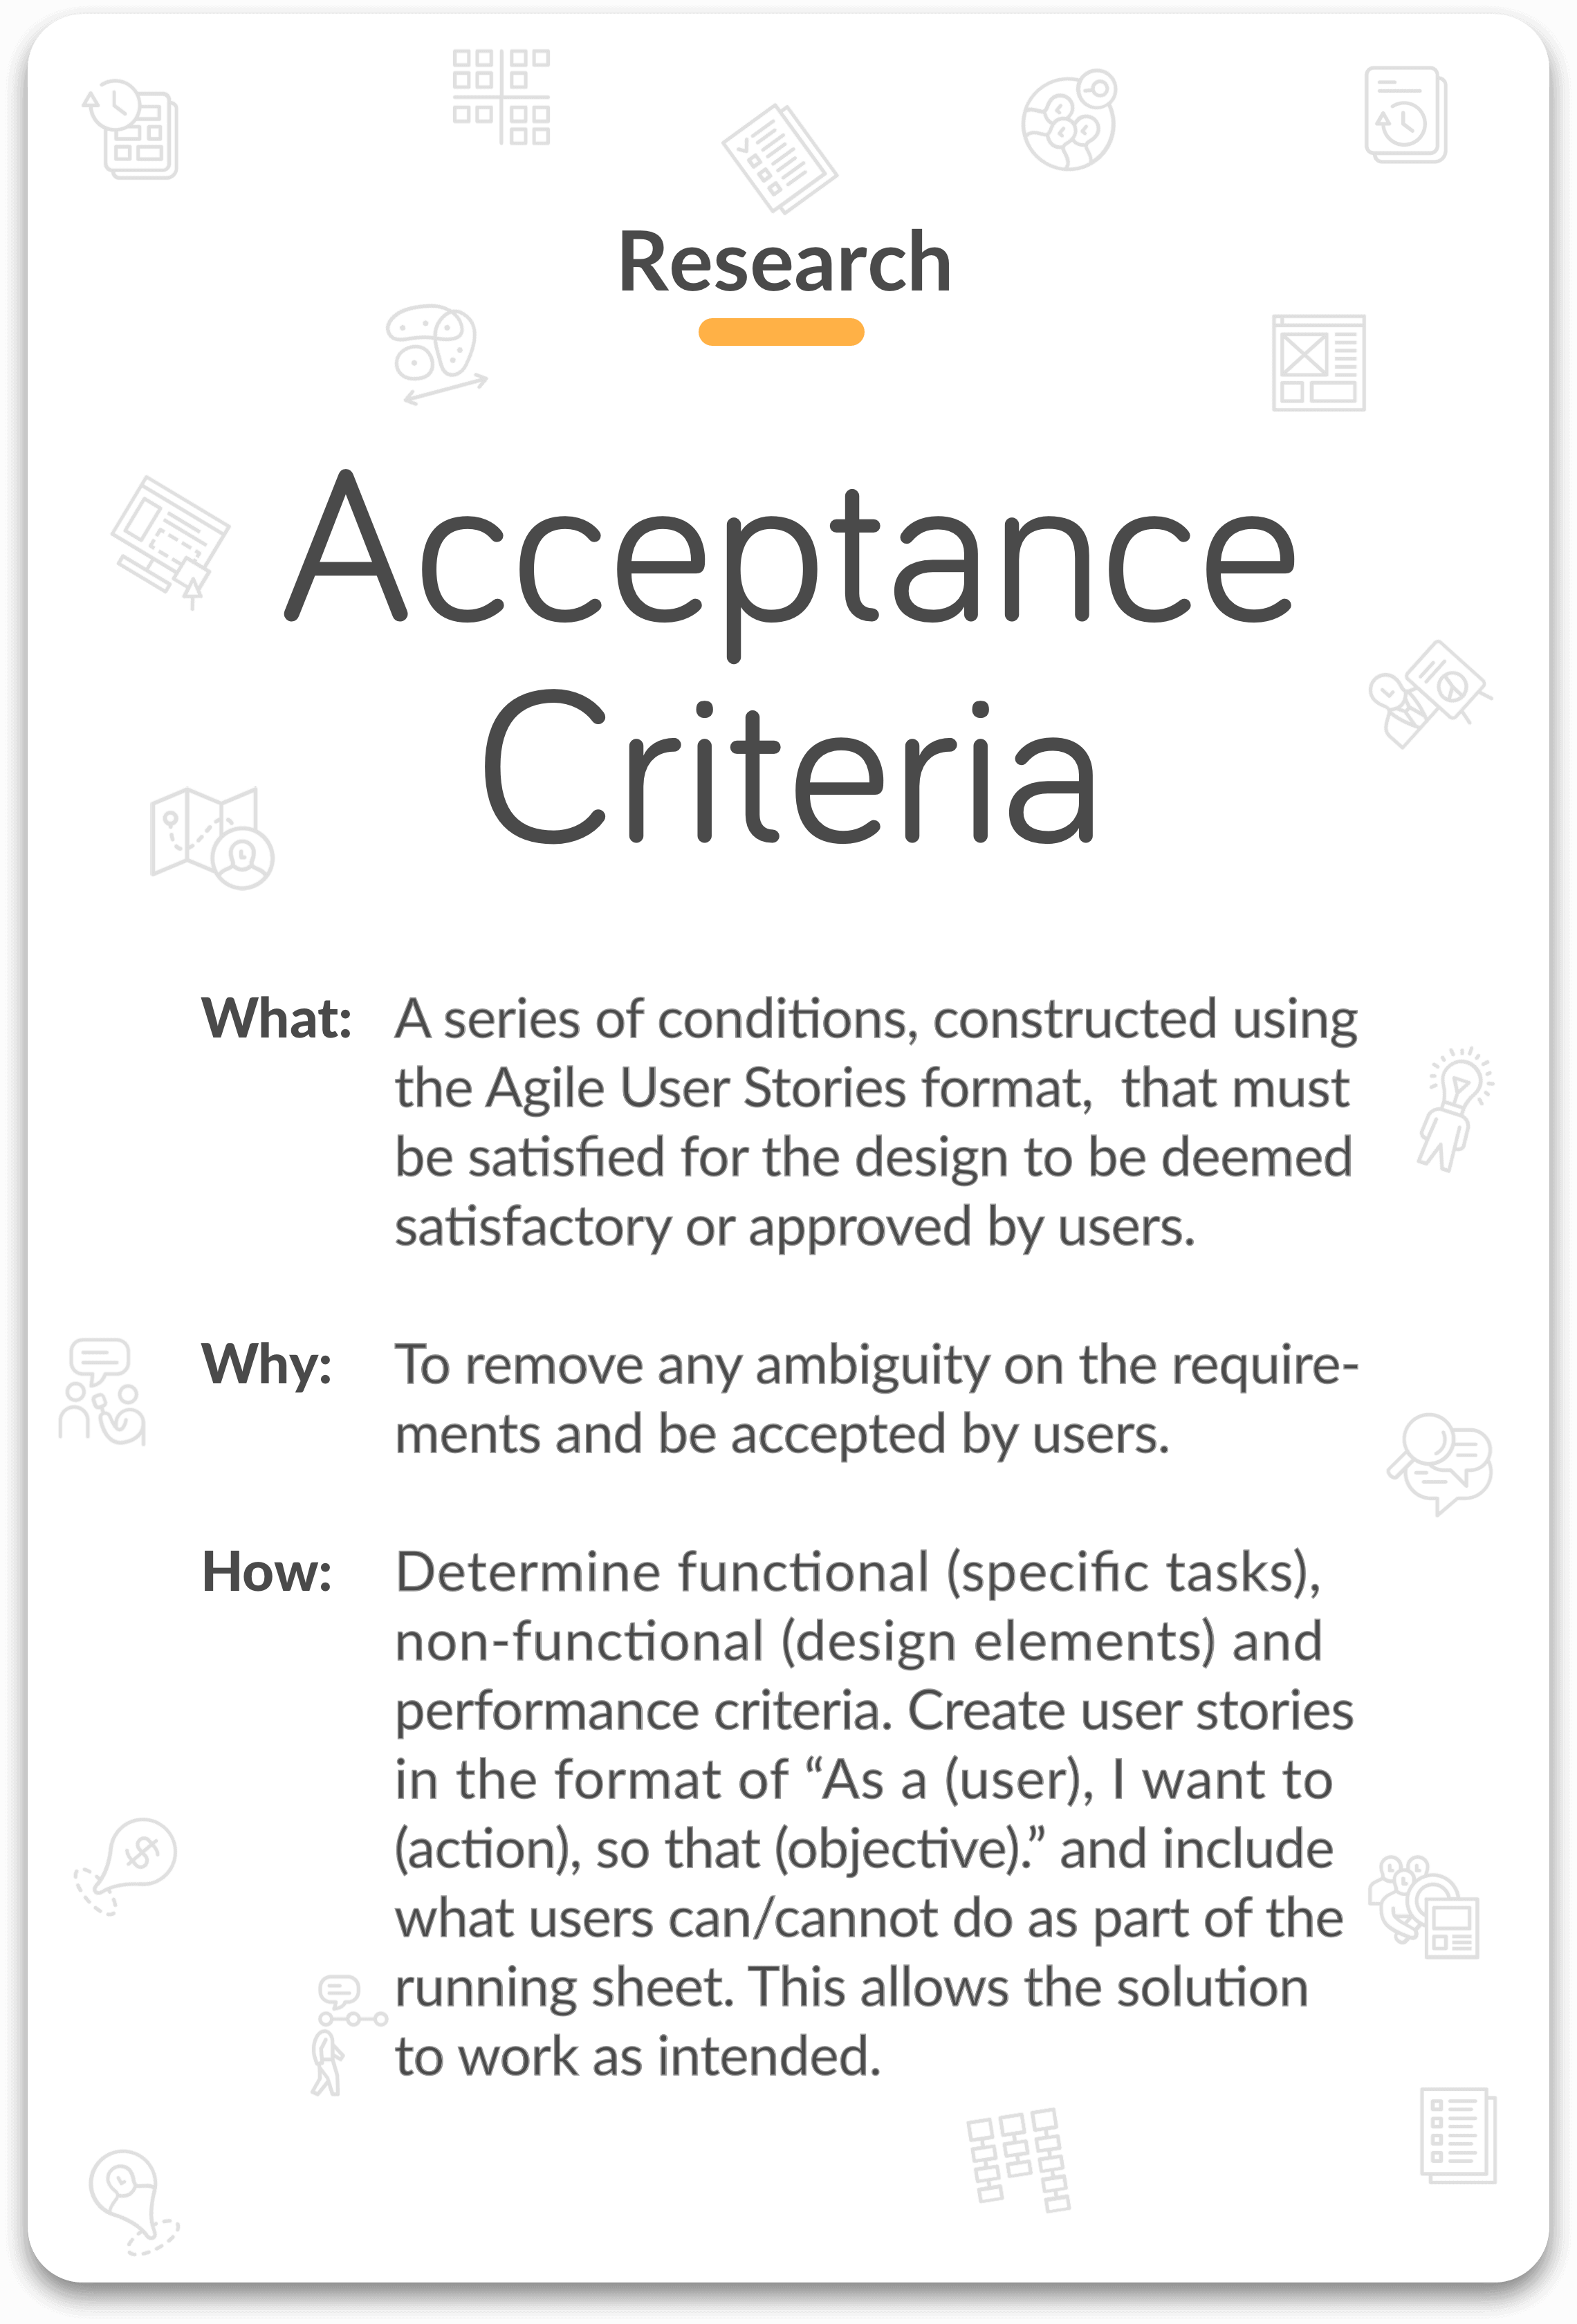 Research
Acceptance
Criteria
What: A series of conditions, constructed using
the Agile User Stories format,  that must
be satisfied for the design to be deemed
satisfactory or approved by users.
Why: To remove any ambiguity on the require-
ments and be accepted by users.
How: Determine functional (specific tasks),
non-functional (design elements) and
performance criteria. Create user stories
in the format of “As a (user), I want to
(action), so that (objective).” and include
what users can/cannot do as part of the
running sheet. This allows the solution
to work as intended.